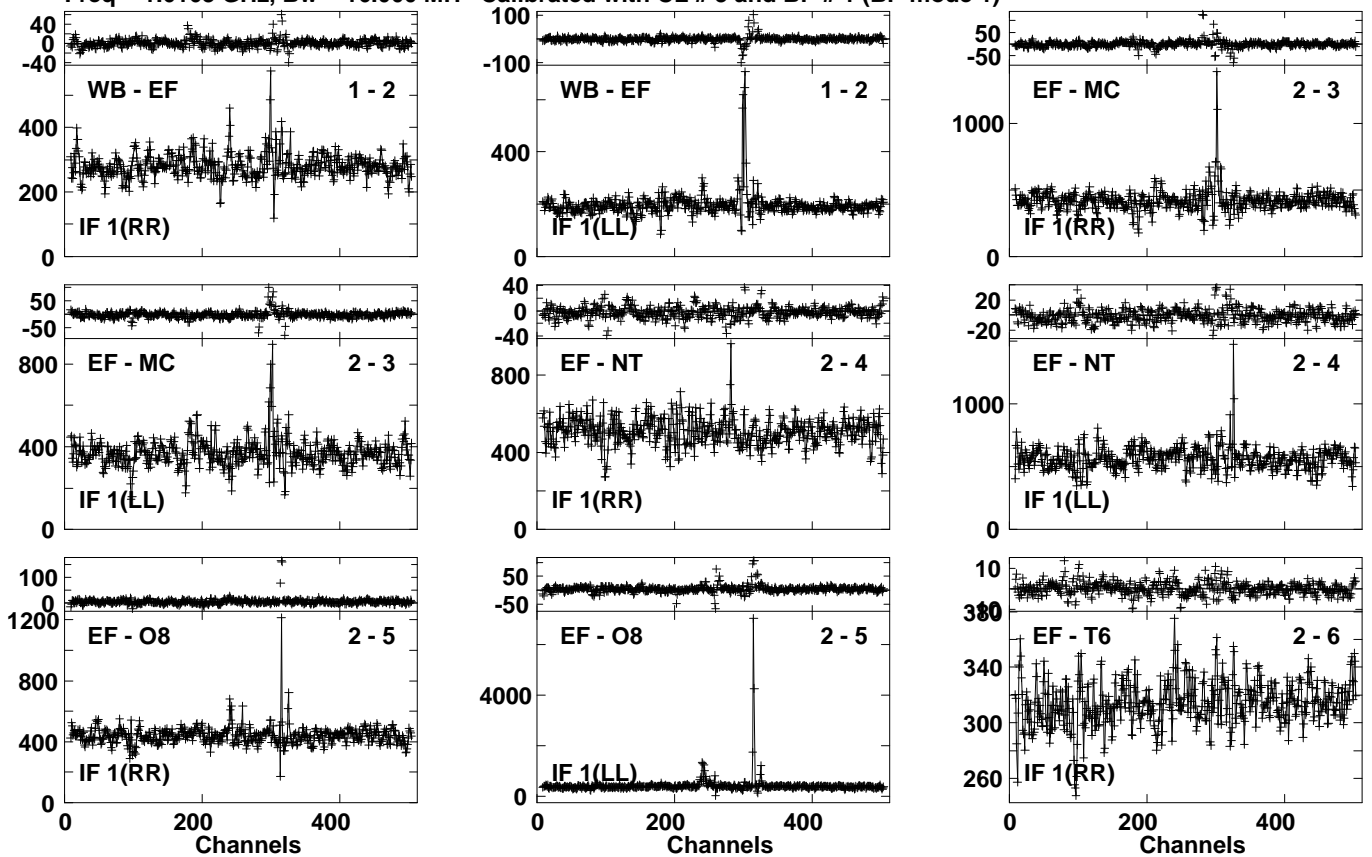 40
0
-40
WB - EF 1 - 2
400
200
0
IF 1(RR)
100
0
-100
WB - EF 1 - 2
400
0
IF 1(LL)
50
-50
EF - MC 2 - 3
1000
0
IF 1(RR)
50
-50
EF - MC 2 - 3
800
400
0
IF 1(LL)
40
0
-40
EF - NT 2 - 4
800
400
0
IF 1(RR)
20
-20
EF - NT 2 - 4
1000
0
IF 1(LL)
100
0
1200
EF - O8 2 - 5
800
400
0
IF 1(RR)
0 200 400
Channels
50
-50
EF - O8 2 - 5
4000
0
IF 1(LL)
0 200 400
Channels
10
EF - T6 2 - 6
340
300
260
IF 1(RR)
0 200 400
Channels